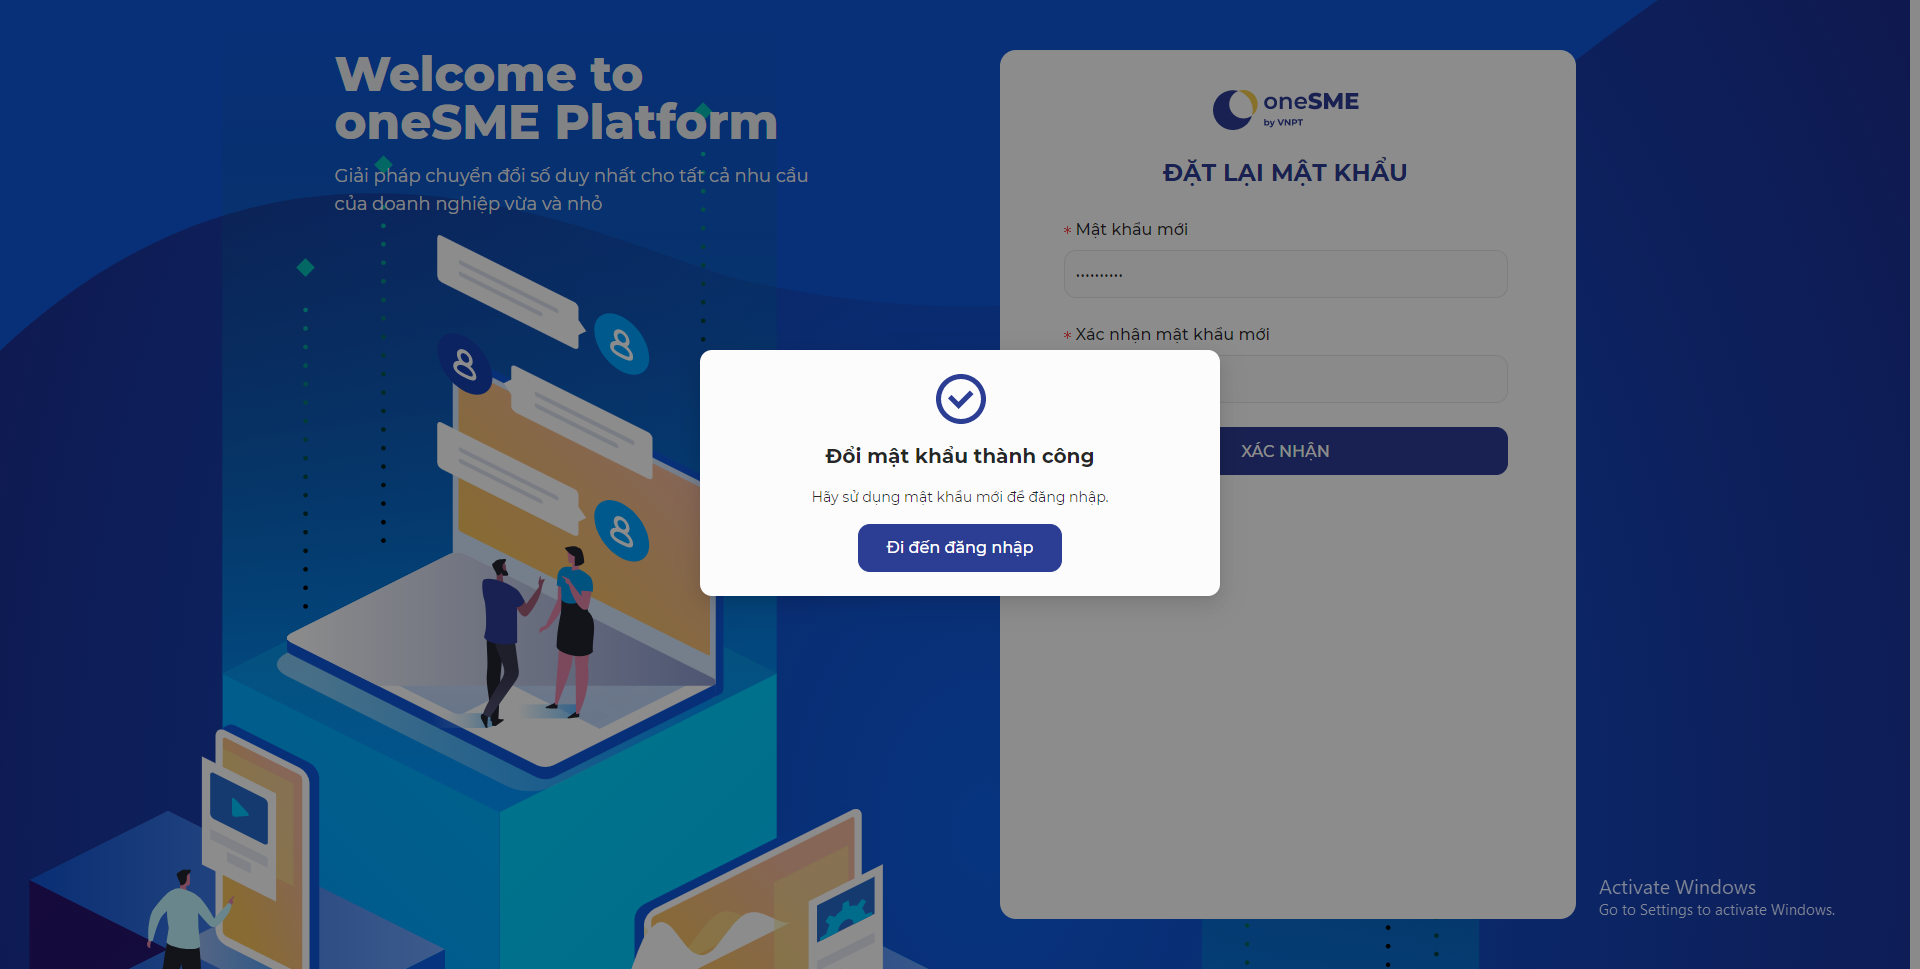 Welcome to
oneSME Platform
Giải pháp chuyển đổi số duy nhất cho tất cả nhu cầu
của doanh nghiệp vừa và nhỏ
oneSME
by VNPT
ĐẶT LẠI MẬT KHẨU
* Mật khẩu mới
••••••••••
* Xác nhận mật khẩu mới
XÁC NHẬN
Đổi mật khẩu thành công
Hãy sử dụng mật khẩu mới để đăng nhập.
Đi đến đăng nhập
Activate Windows
Go to Settings to activate Windows.